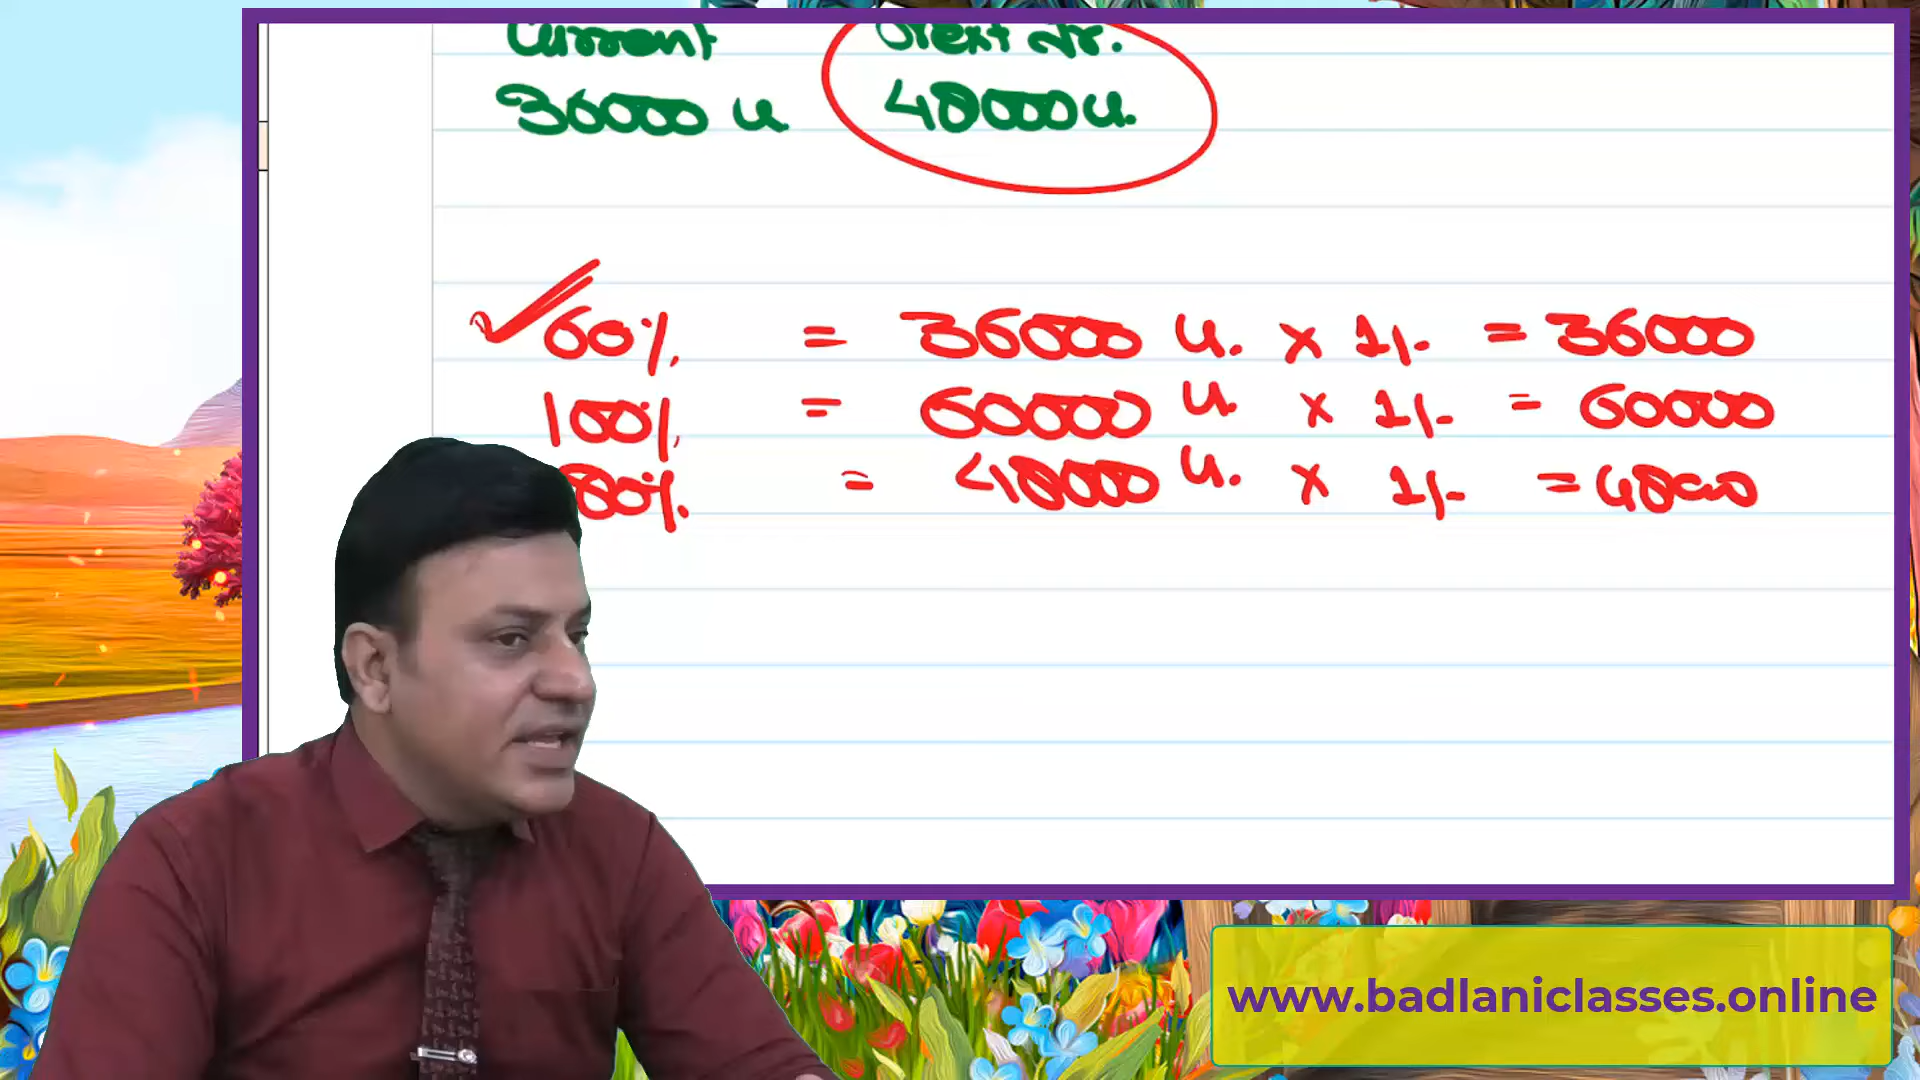 Current Next Yr.
36000 u. 48000 u.
60% = 36000 u. × 1/- = 36000
100% = 60000 u. × 1/- = 60000
80% = 48000 u. × 1/- = 48000
www.badlaniclasses.online